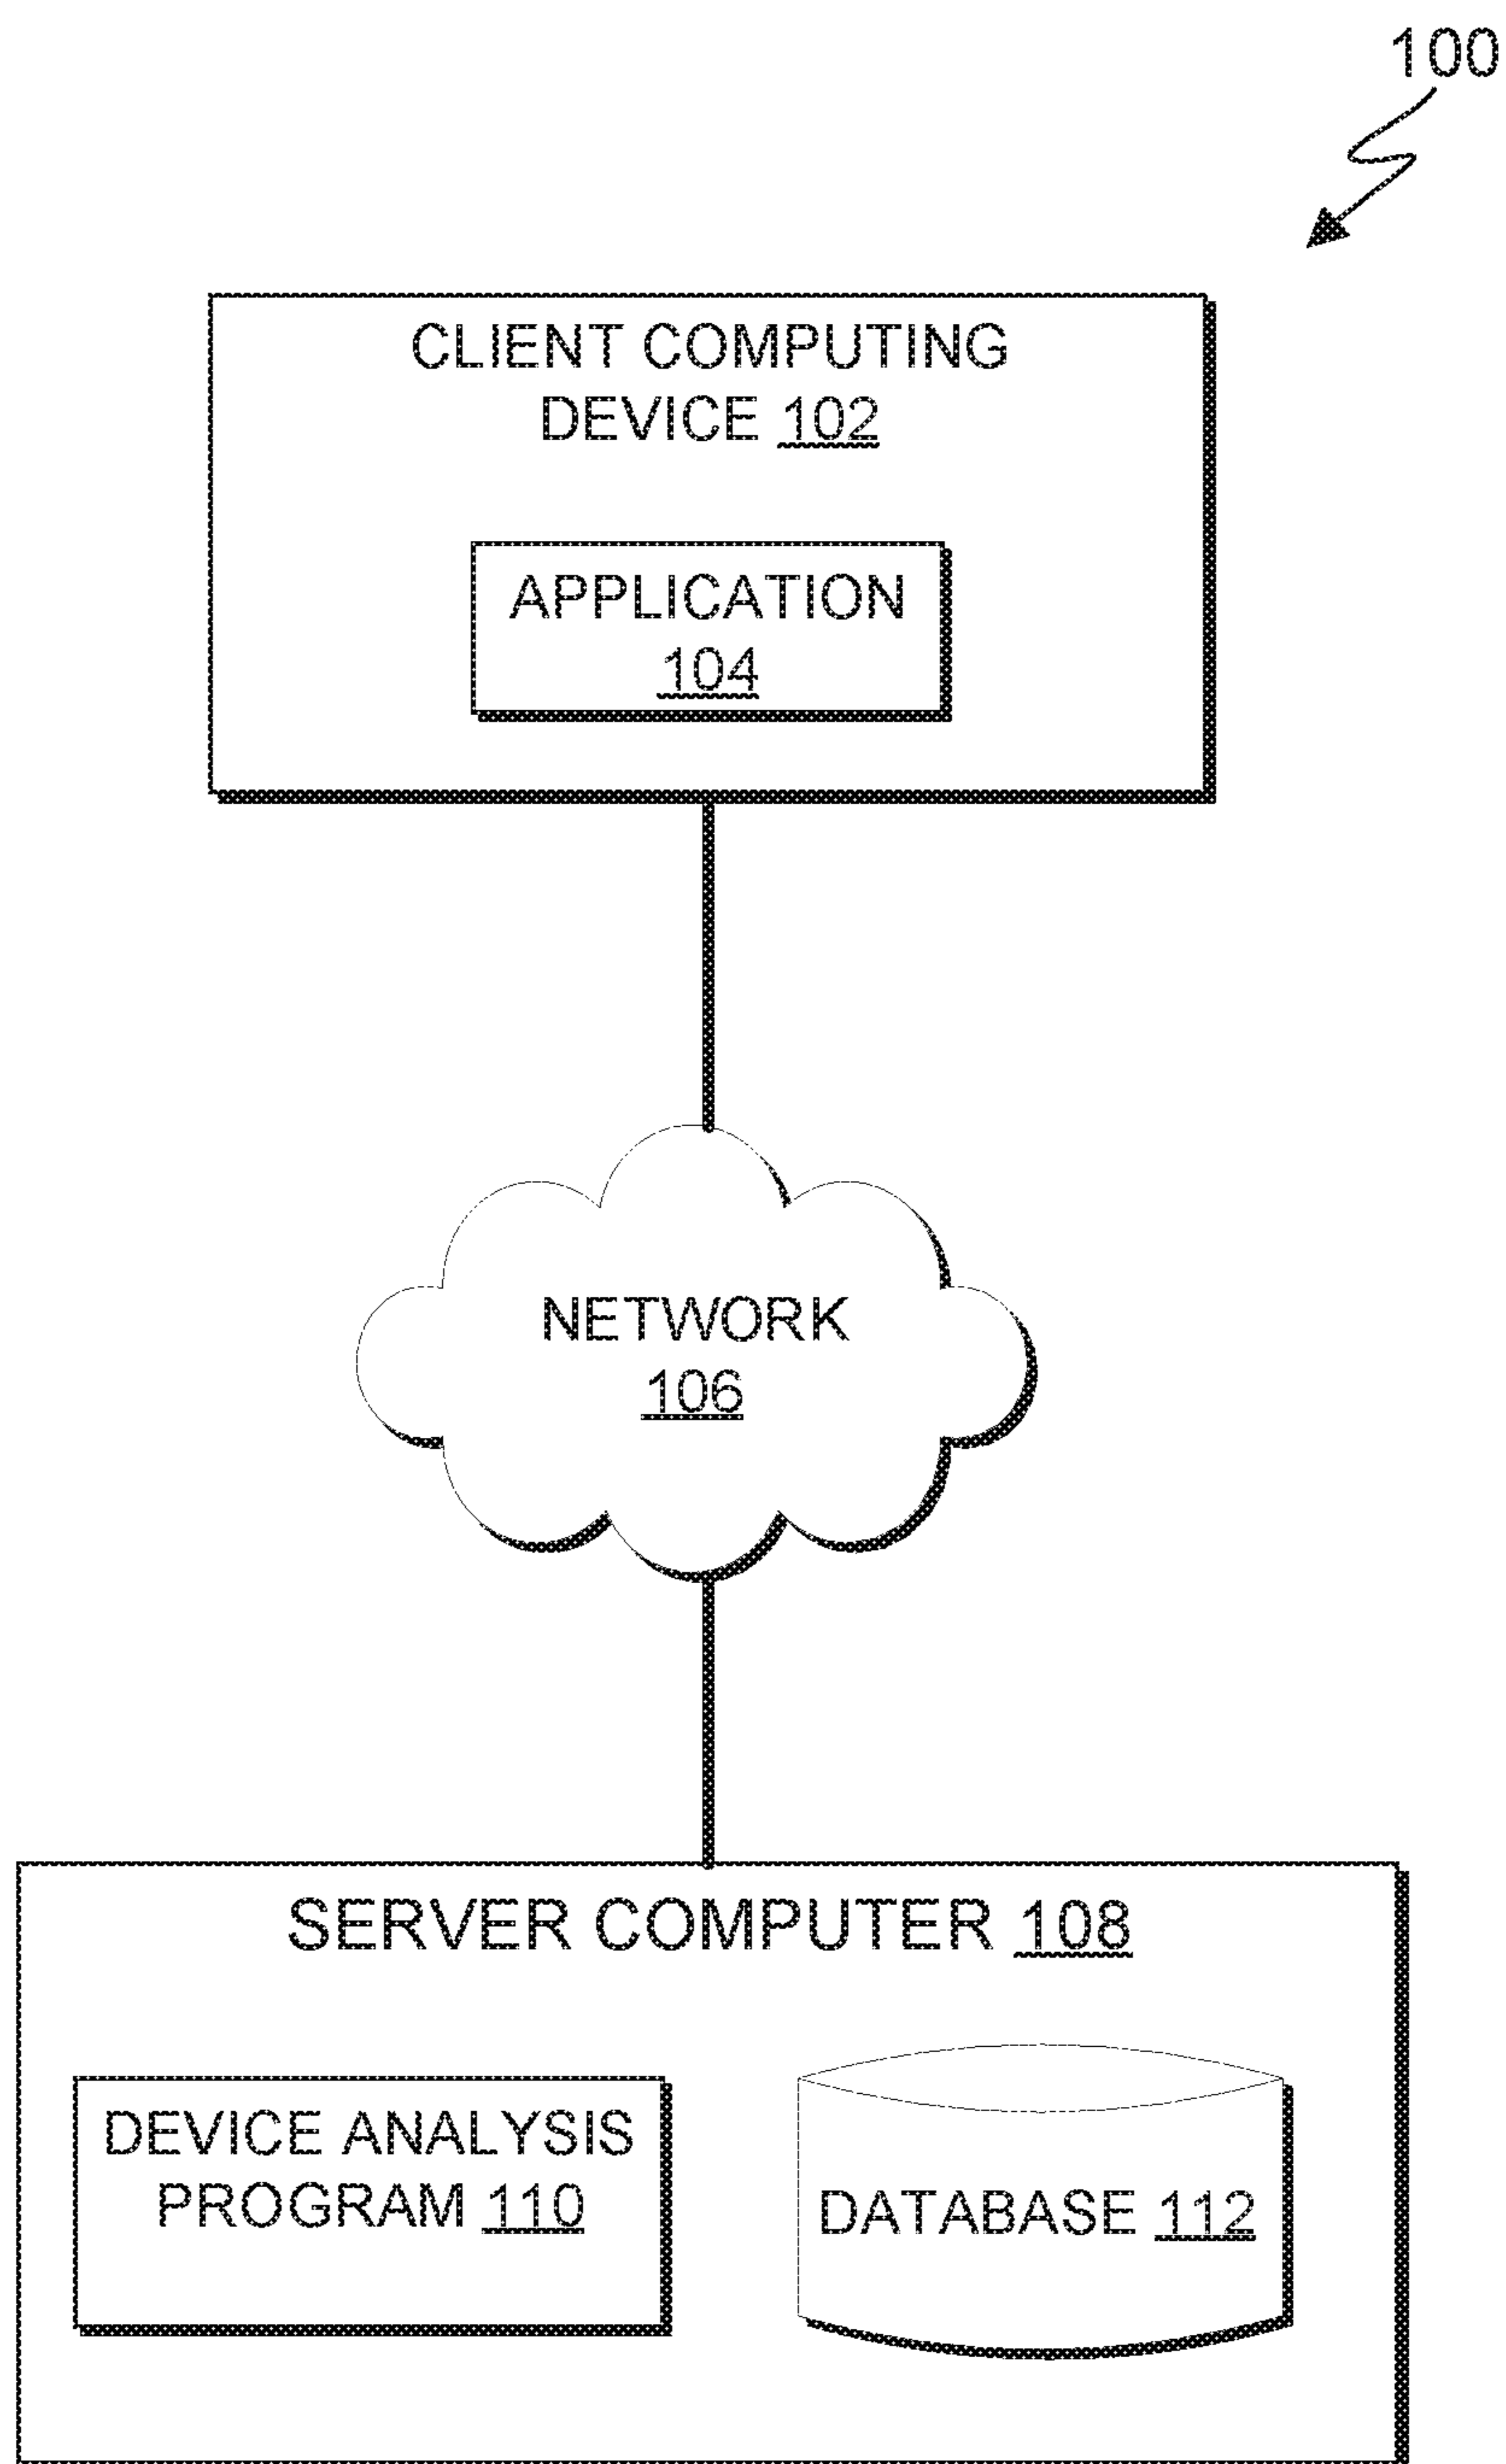 100
CLIENT COMPUTING
DEVICE 102
APPLICATION
104
NETWORK
106
SERVER COMPUTER 108
DEVICE ANALYSIS
PROGRAM 110
DATABASE 112